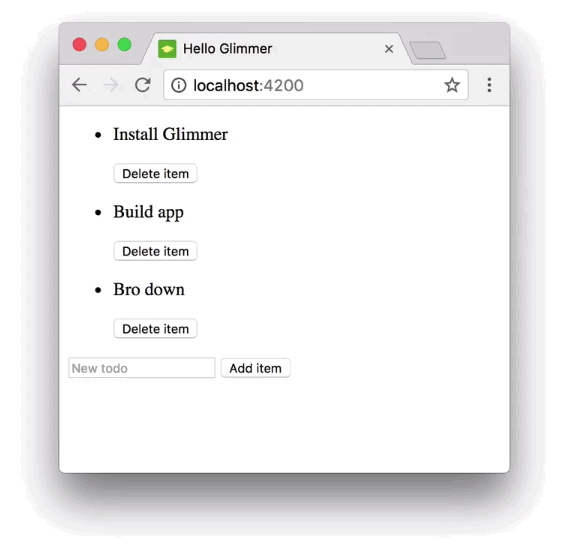 Hello Glimmer
localhost:4200
Install Glimmer
Delete item
Build app
Delete item
Bro down
Delete item
New todo Add item